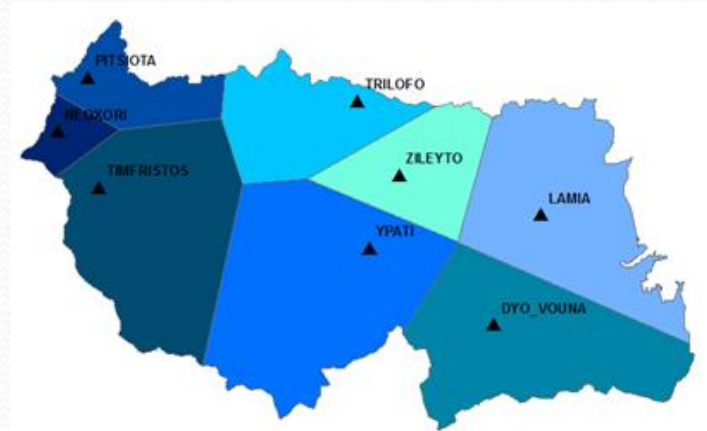 PITSIOTA
TRILOFO
NEOXORI
ZILEYTO
TIMFRISTOS
LAMIA
YPATI
DYO_VOUNA